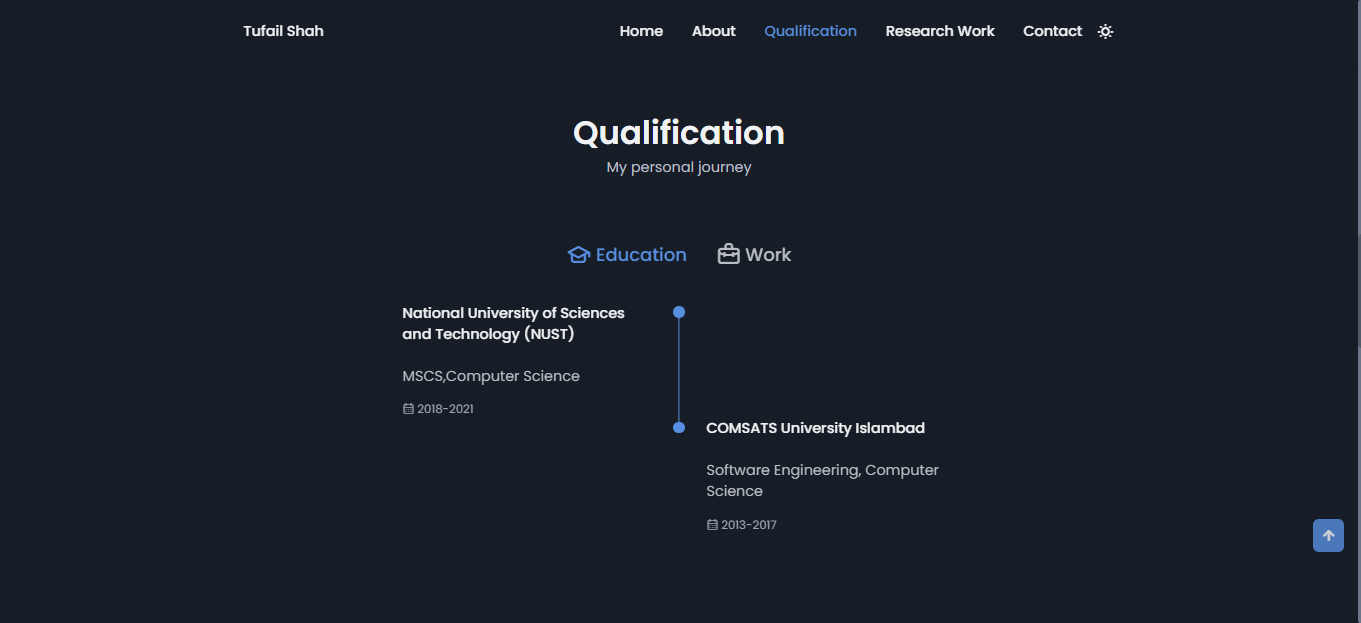 Tufail Shah
Home About Qualification Research Work Contact
Qualification
My personal journey
Education Work
National University of Sciences
and Technology (NUST)
MSCS,Computer Science
2018-2021
COMSATS University Islambad
Software Engineering, Computer
Science
2013-2017